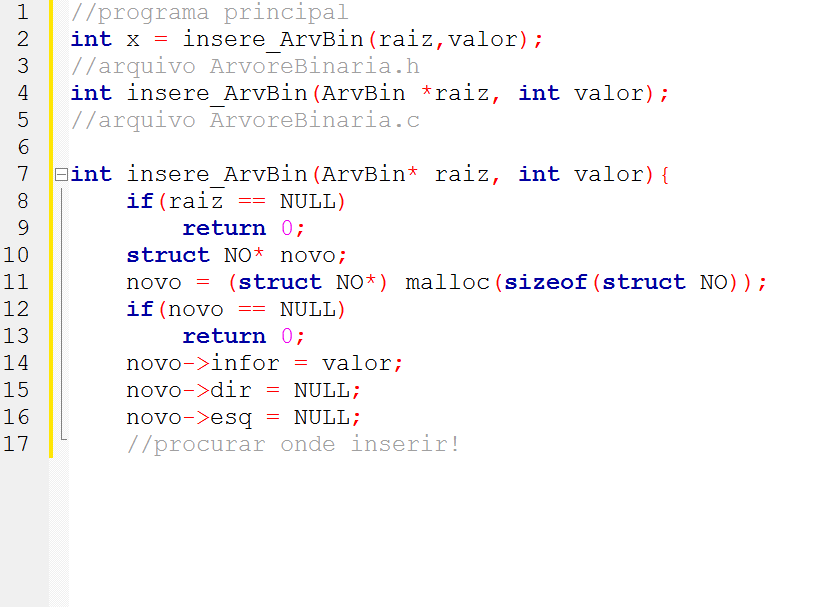 1 //programa principal
2 int x = insere_ArvBin(raiz,valor);
3 //arquivo ArvoreBinaria.h
4 int insere_ArvBin(ArvBin *raiz, int valor);
5 //arquivo ArvoreBinaria.c
6
7 int insere_ArvBin(ArvBin* raiz, int valor){
8 if(raiz == NULL)
9 return 0;
10 struct NO* novo;
11 novo = (struct NO*) malloc(sizeof(struct NO));
12 if(novo == NULL)
13 return 0;
14 novo->infor = valor;
15 novo->dir = NULL;
16 novo->esq = NULL;
17 //procurar onde inserir!